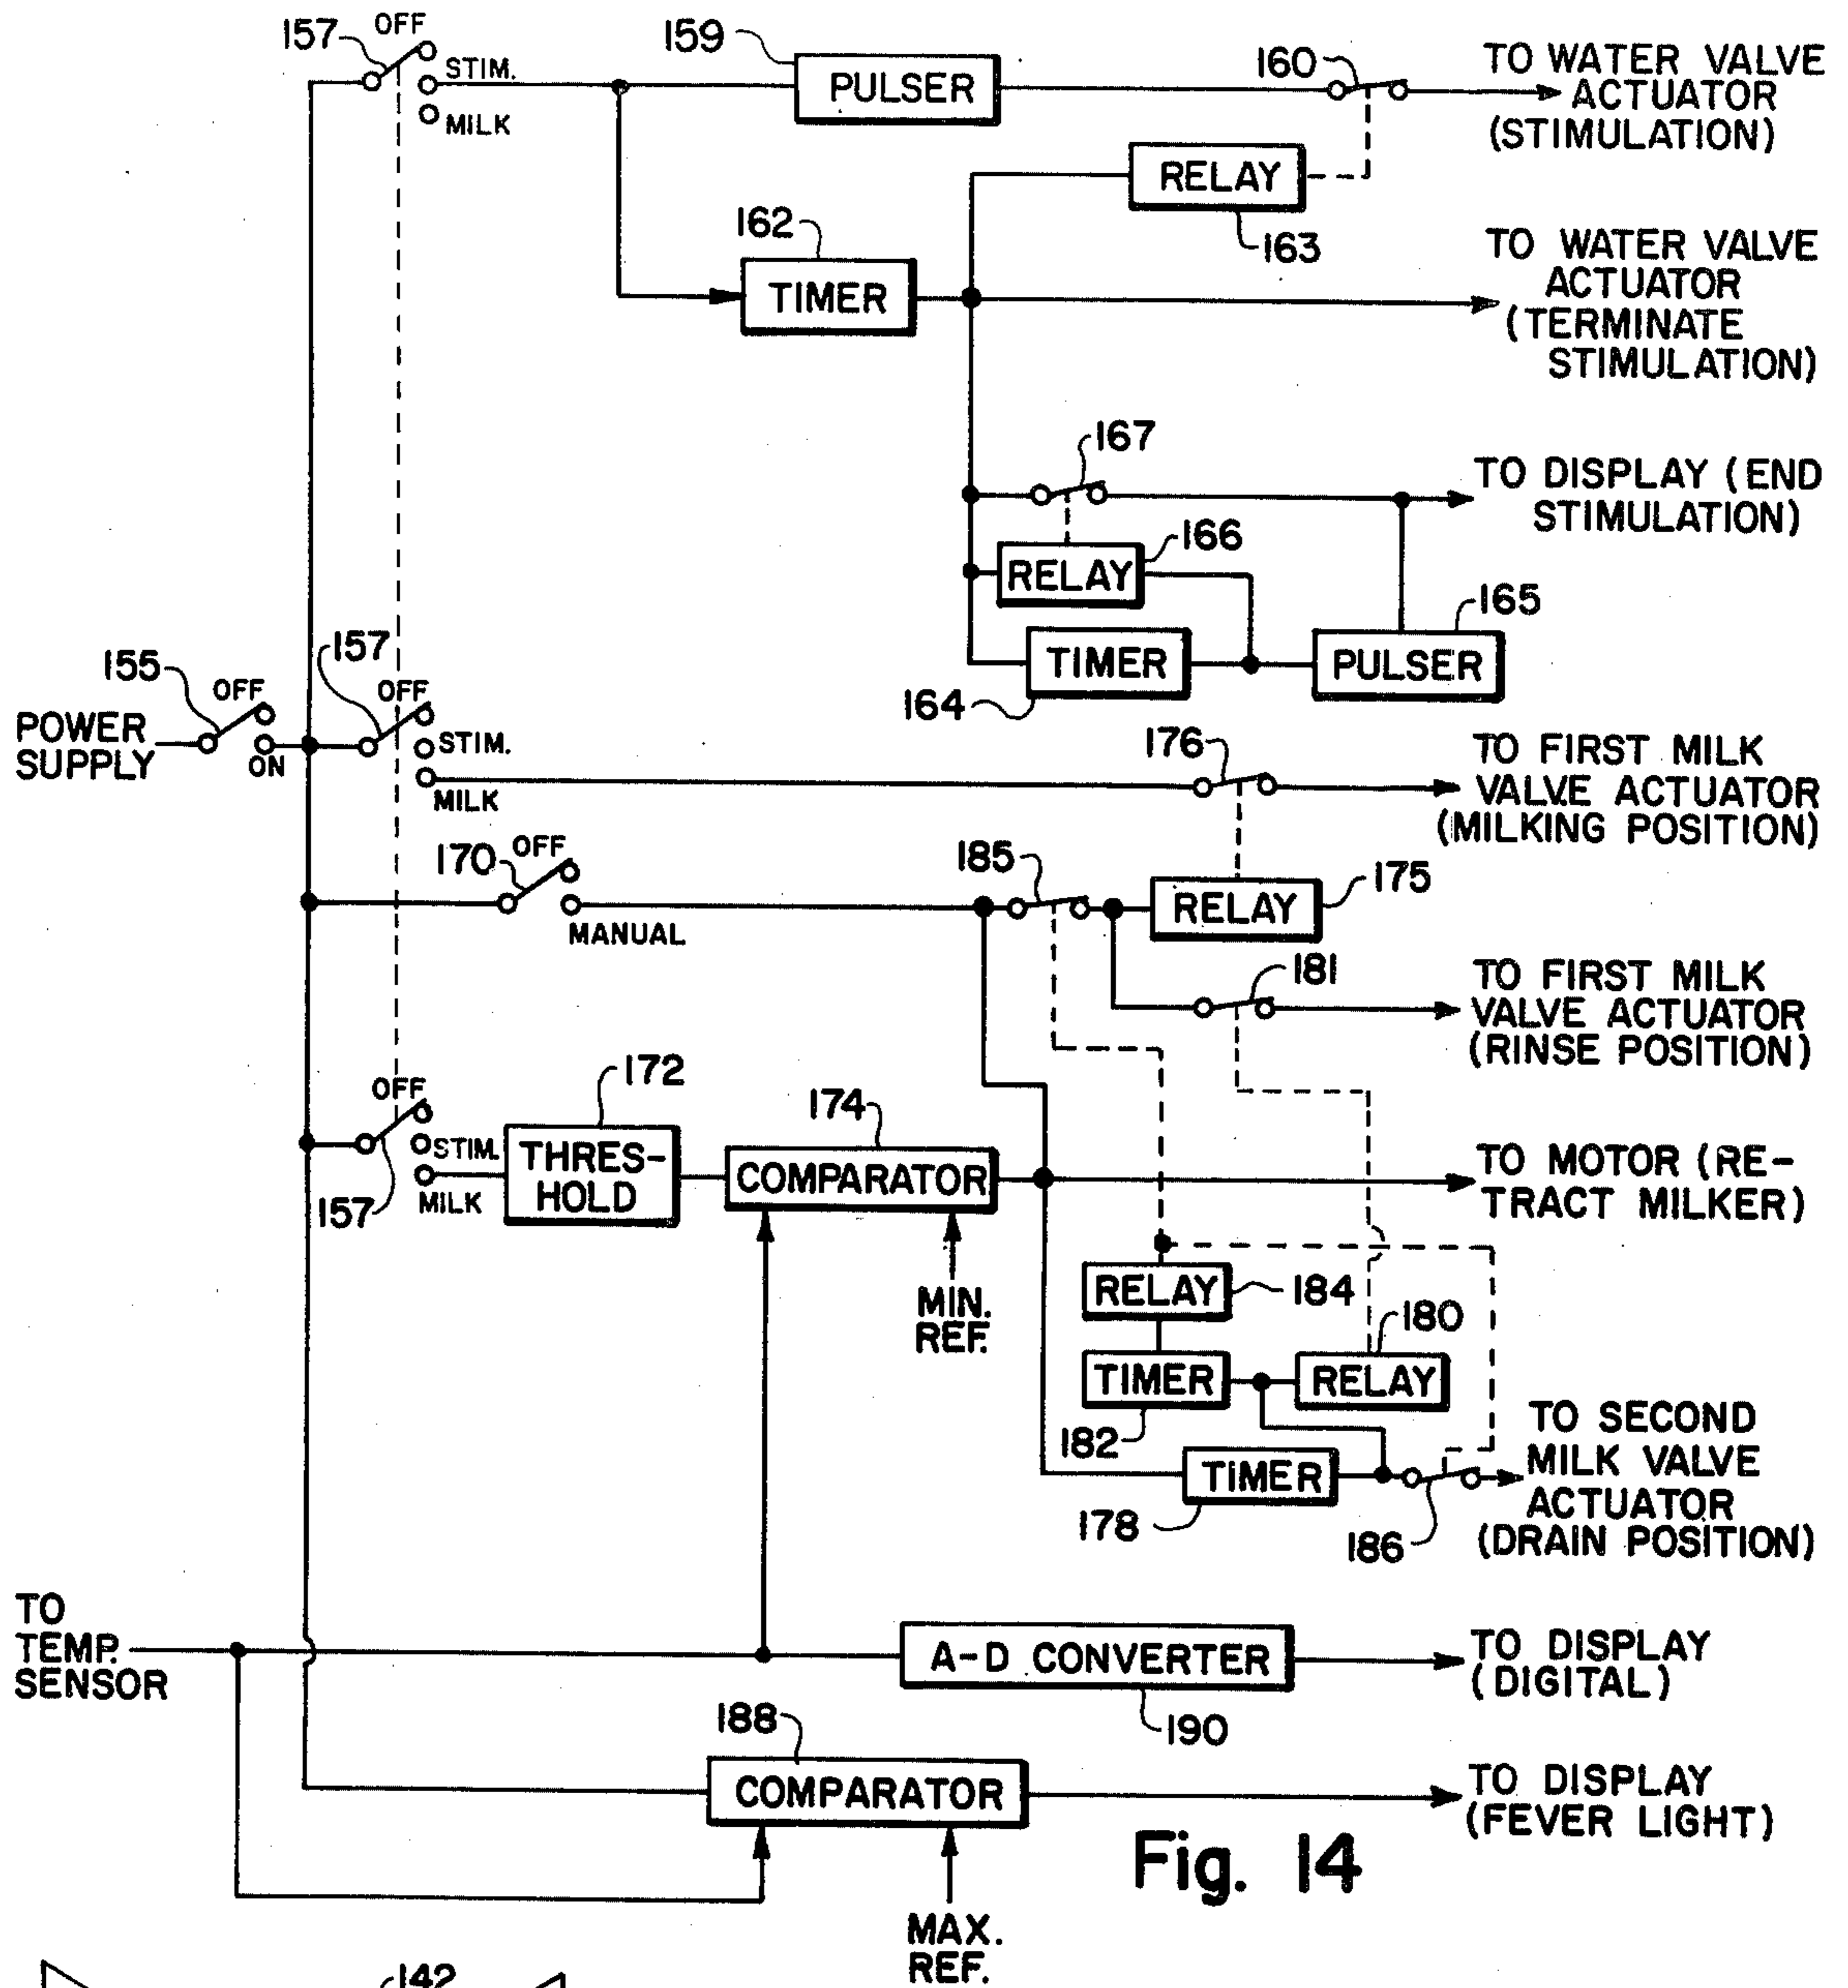 157
OFF
STIM.
MILK
159
PULSER
160
TO WATER VALVE
ACTUATOR
(STIMULATION)
RELAY
163
162
TIMER
TO WATER VALVE
ACTUATOR
(TERMINATE
STIMULATION)
167
TO DISPLAY (END
STIMULATION)
RELAY
166
TIMER
164
PULSER
165
155
OFF
POWER
SUPPLY
ON
157
OFF
STIM.
MILK
176
TO FIRST MILK
VALVE ACTUATOR
(MILKING POSITION)
170
OFF
MANUAL
185
RELAY
175
181
TO FIRST MILK
VALVE ACTUATOR
(RINSE POSITION)
OFF
STIM.
MILK
157
172
THRES-
HOLD
174
COMPARATOR
MIN.
REF.
TO MOTOR (RE-
TRACT MILKER)
RELAY
184
180
TIMER
RELAY
182
TIMER
178
186
TO SECOND
MILK VALVE
ACTUATOR
(DRAIN POSITION)
TO
TEMP.
SENSOR
A-D CONVERTER
190
TO DISPLAY
(DIGITAL)
188
COMPARATOR
TO DISPLAY
(FEVER LIGHT)
MAX.
REF.
Fig. 14
142